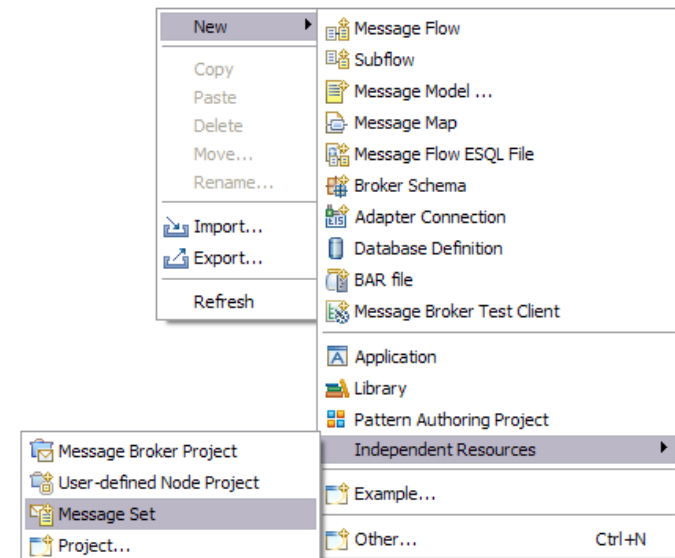 New
Copy
Paste
Delete
Move...
Rename...
Import...
Export...
Refresh
Message Flow
Subflow
Message Model ...
Message Map
Message Flow ESQL File
Broker Schema
Adapter Connection
Database Definition
BAR file
Message Broker Test Client
Application
Library
Pattern Authoring Project
Independent Resources
Example...
Other... Ctrl+N
Message Broker Project
User-defined Node Project
Message Set
Project...